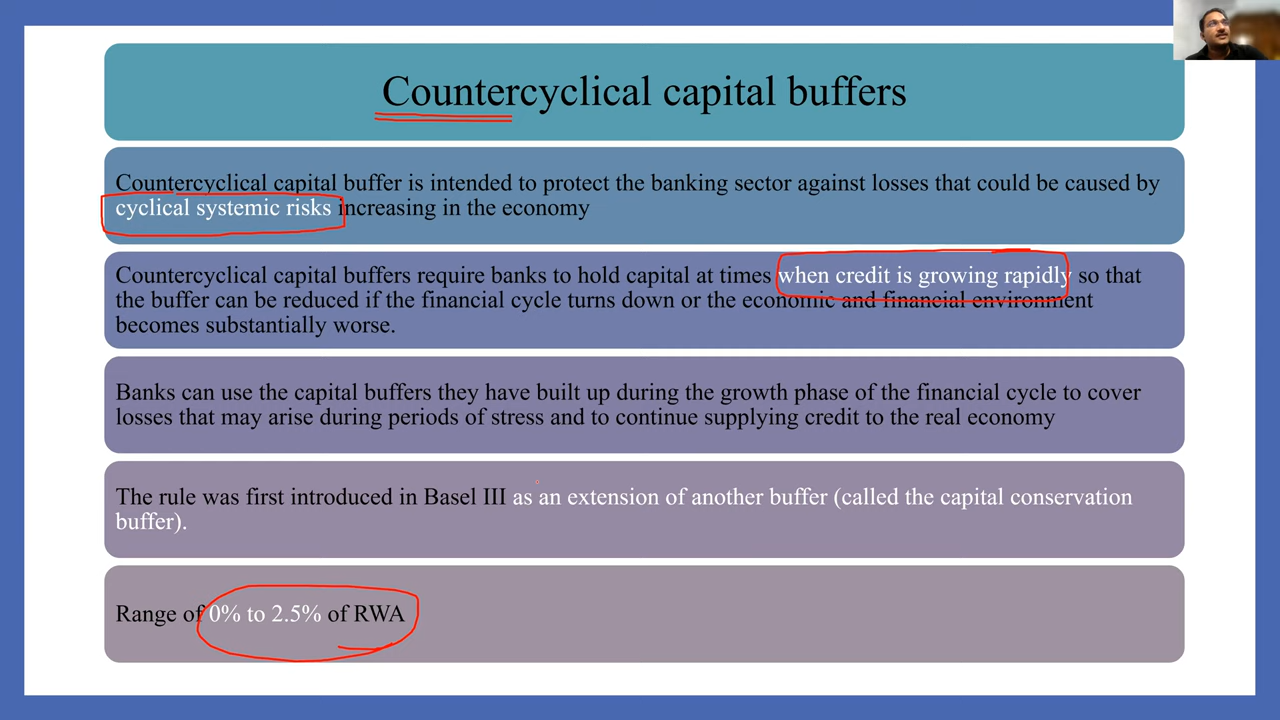 Countercyclical capital buffers
Countercyclical capital buffer is intended to protect the banking sector against losses that could be caused by
cyclical systemic risks increasing in the economy
Countercyclical capital buffers require banks to hold capital at times when credit is growing rapidly so that
the buffer can be reduced if the financial cycle turns down or the economic and financial environment
becomes substantially worse.
Banks can use the capital buffers they have built up during the growth phase of the financial cycle to cover
losses that may arise during periods of stress and to continue supplying credit to the real economy
The rule was first introduced in Basel III as an extension of another buffer (called the capital conservation
buffer).
Range of 0% to 2.5% of RWA